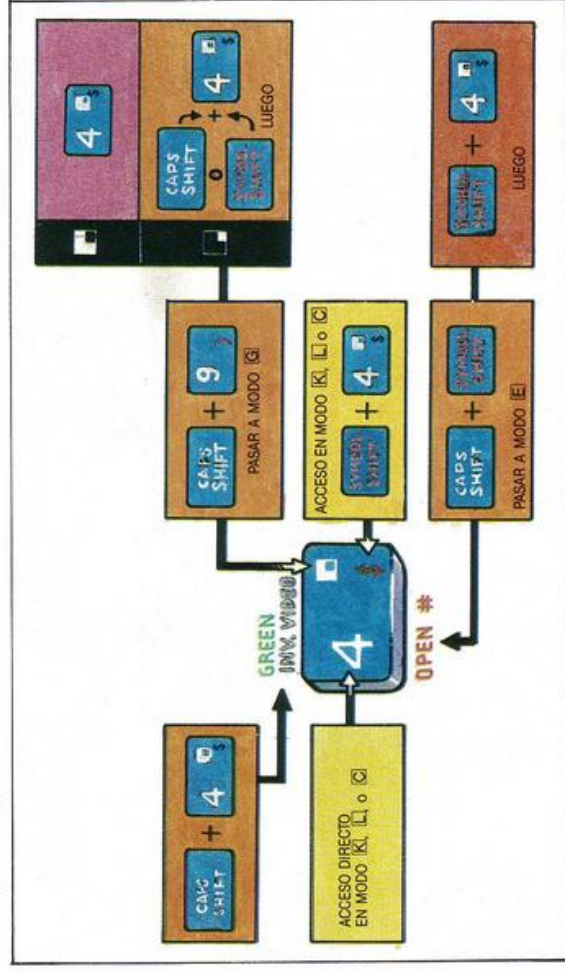 CAPS
SHIFT
+
4
$
ACCESO DIRECTO
EN MODO K, L, o C
GREEN
INV. VIDEO
4
$
OPEN #
CAPS
SHIFT
+
9
)
PASAR A MODO G
ACCESO EN MODO K, L o C
SYMBOL
SHIFT
+
4
$
CAPS
SHIFT
+
SYMBOL
SHIFT
PASAR A MODO E
4
$
CAPS
SHIFT
o
SYMBOL
SHIFT
+
4
$
LUEGO
SYMBOL
SHIFT
+
4
$
LUEGO